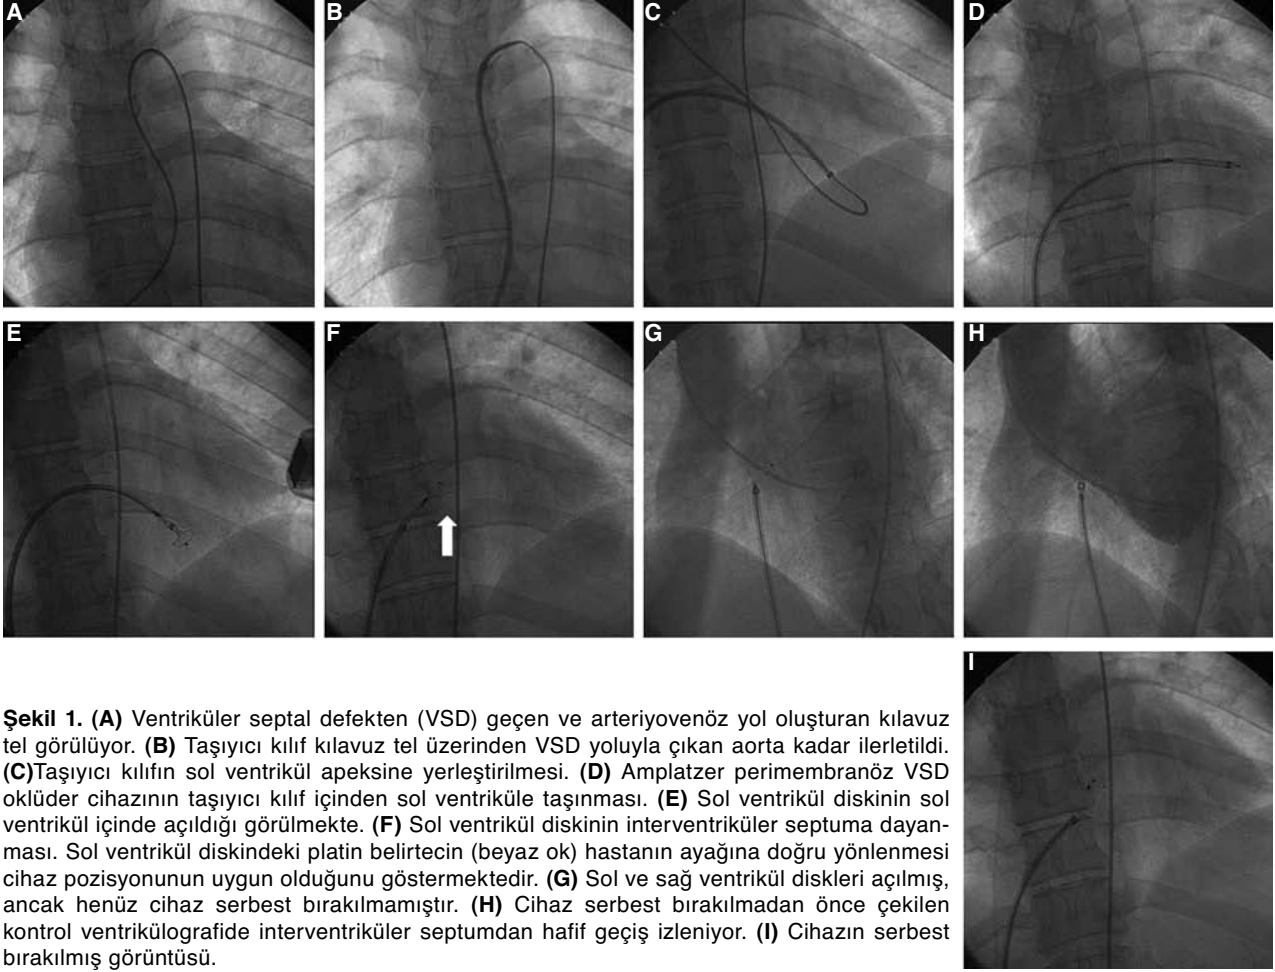 A
B
C
D
E
F
G
H
I
Şekil 1. (A) Ventriküler septal defekten (VSD) geçen ve arteriyovenöz yol oluşturan kılavuz
tel görülüyor. (B) Taşıyıcı kılıf kılavuz tel üzerinden VSD yoluyla çıkan aorta kadar ilerletildi.
(C)Taşıyıcı kılıfın sol ventrikül apeksine yerleştirilmesi. (D) Amplatzer perimembranöz VSD
oklüder cihazının taşıyıcı kılıf içinden sol ventriküle taşınması. (E) Sol ventrikül diskinin sol
ventrikül içinde açıldığı görülmekte. (F) Sol ventrikül diskinin interventriküler septuma dayan-
ması. Sol ventrikül diskindeki platin belirtecin (beyaz ok) hastanın ayağına doğru yönlenmesi
cihaz pozisyonunun uygun olduğunu göstermektedir. (G) Sol ve sağ ventrikül diskleri açılmış,
ancak henüz cihaz serbest bırakılmamıştır. (H) Cihaz serbest bırakılmadan önce çekilen
kontrol ventrikülografide interventriküler septumdan hafif geçiş izleniyor. (I) Cihazın serbest
bırakılmış görüntüsü.